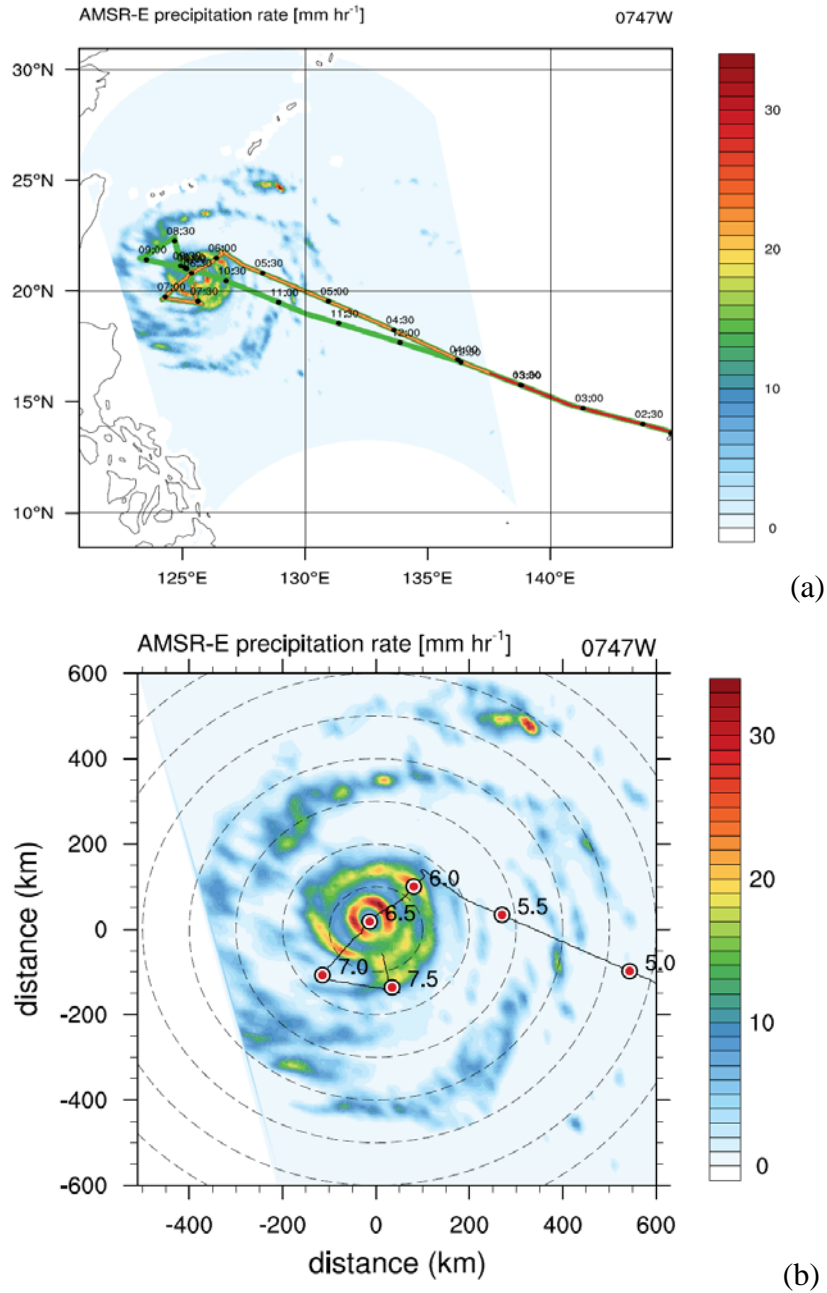 AMSR-E precipitation rate [mm hr⁻¹] 0747W
30°N
25°N
20°N
15°N
10°N
125°E 130°E 135°E 140°E
30
20
10
0
08:30
09:00
06:00
10:30
05:30
07:00
07:30
11:00
05:00
11:30
04:30
12:00
04:00
03:00
02:30
(a)
AMSR-E precipitation rate [mm hr⁻¹] 0747W
600
400
200
0
-200
-400
-600
distance (km)
-400 -200 0 200 400 600
distance (km)
6.0
6.5
5.5
7.0
7.5
5.0
30
20
10
0
(b)